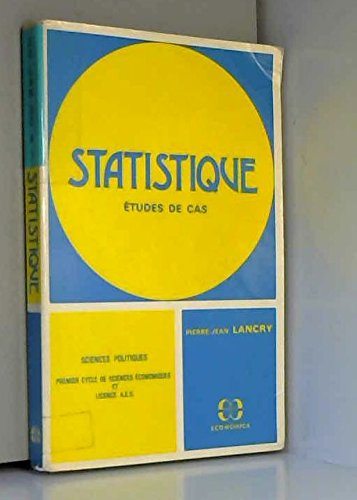 STATISTIQUE
ÉTUDES DE CAS
PIERRE-JEAN LANCRY
SCIENCES POLITIQUES
PREMIER CYCLE DE SCIENCES ÉCONOMIQUES
ET
LICENCE A.E.S.
ECONOMICA
STATISTIQUE